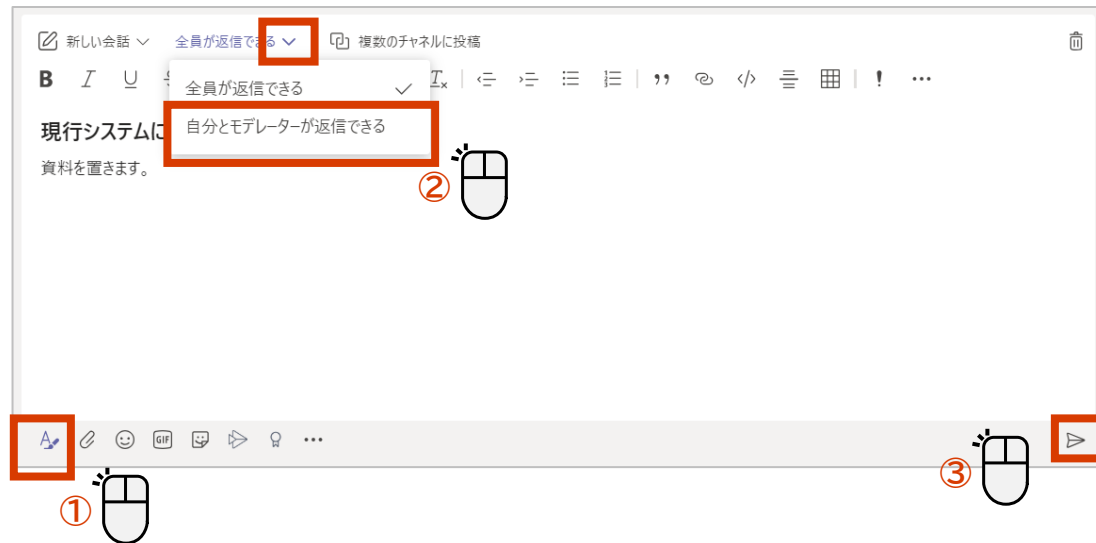 新しい会話 全員が返信できる 複数のチャネルに投稿
B I U
全員が返信できる
自分とモデレーターが返信できる
現行システムに
資料を置きます。
②
GIF
③
①